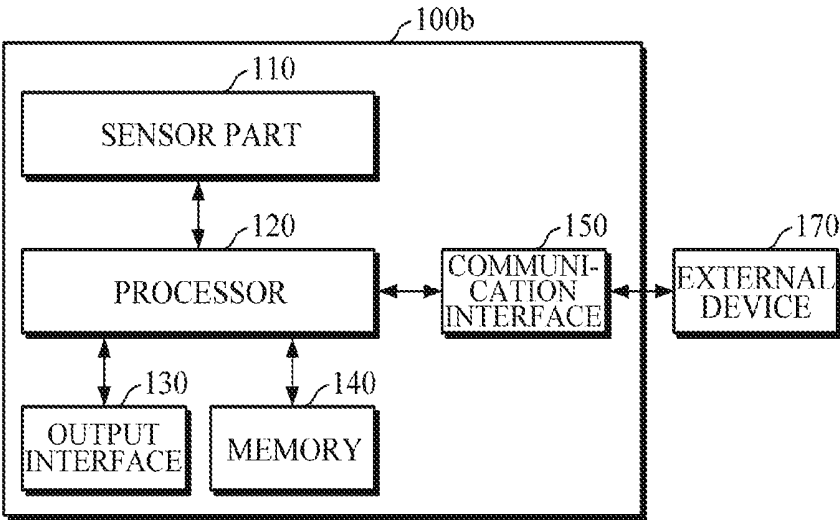 100b
110
SENSOR PART
120
PROCESSOR
150
COMMUNI-
CATION
INTERFACE
170
EXTERNAL
DEVICE
130
OUTPUT
INTERFACE
140
MEMORY